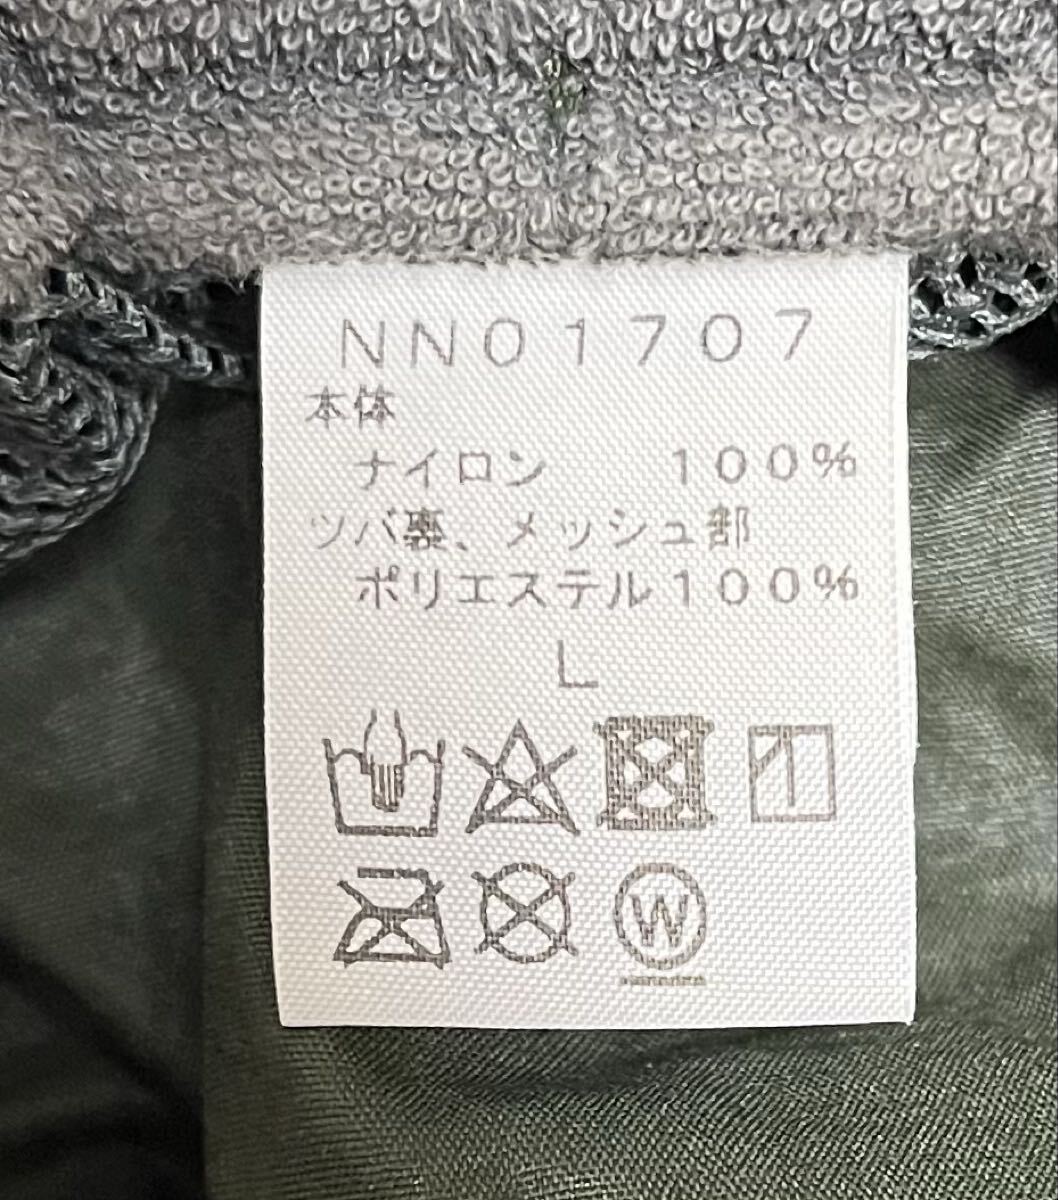 NN01707
本体
ナイロン 100%
ツバ裏、メッシュ部
ポリエステル100%
L
W